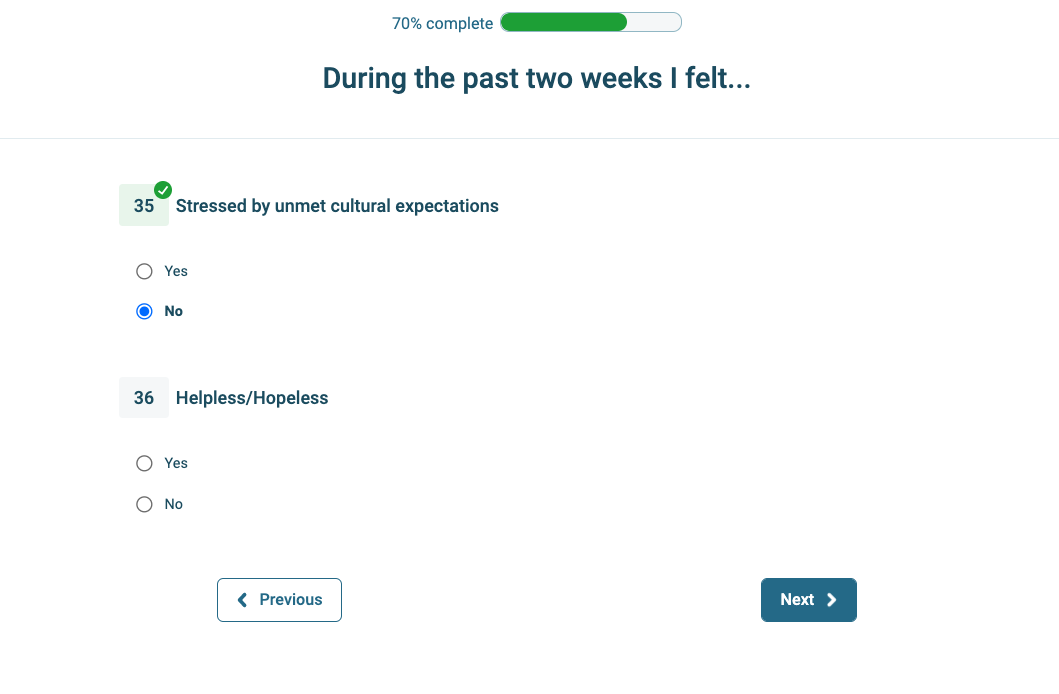 70% complete
During the past two weeks I felt...
35 Stressed by unmet cultural expectations
Yes
No
36 Helpless/Hopeless
Yes
No
Previous
Next